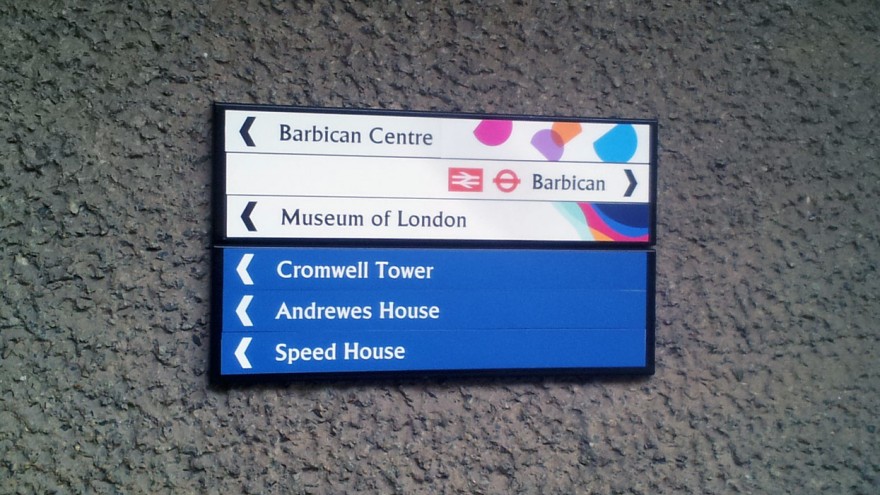 Barbican Centre
Barbican
Museum of London
Cromwell Tower
Andrewes House
Speed House